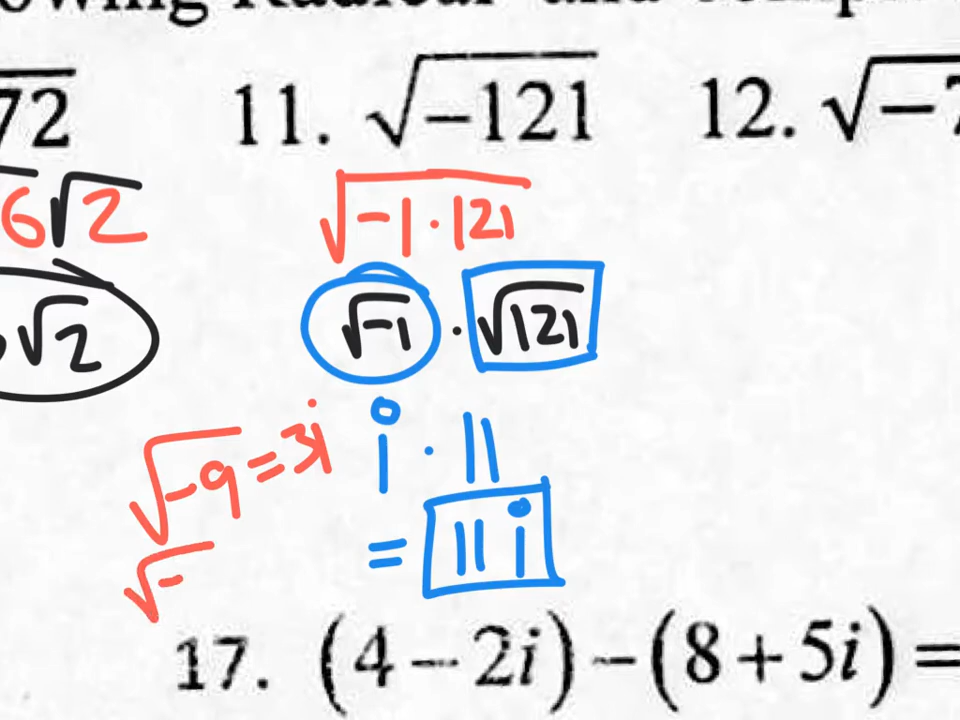 72
11. √-121
12. √-7
6√2
√-1·121
√2
√-1 · √121
√-9 = 3i
i · 11
√-
= 11i
17. (4-2i)-(8+5i)=